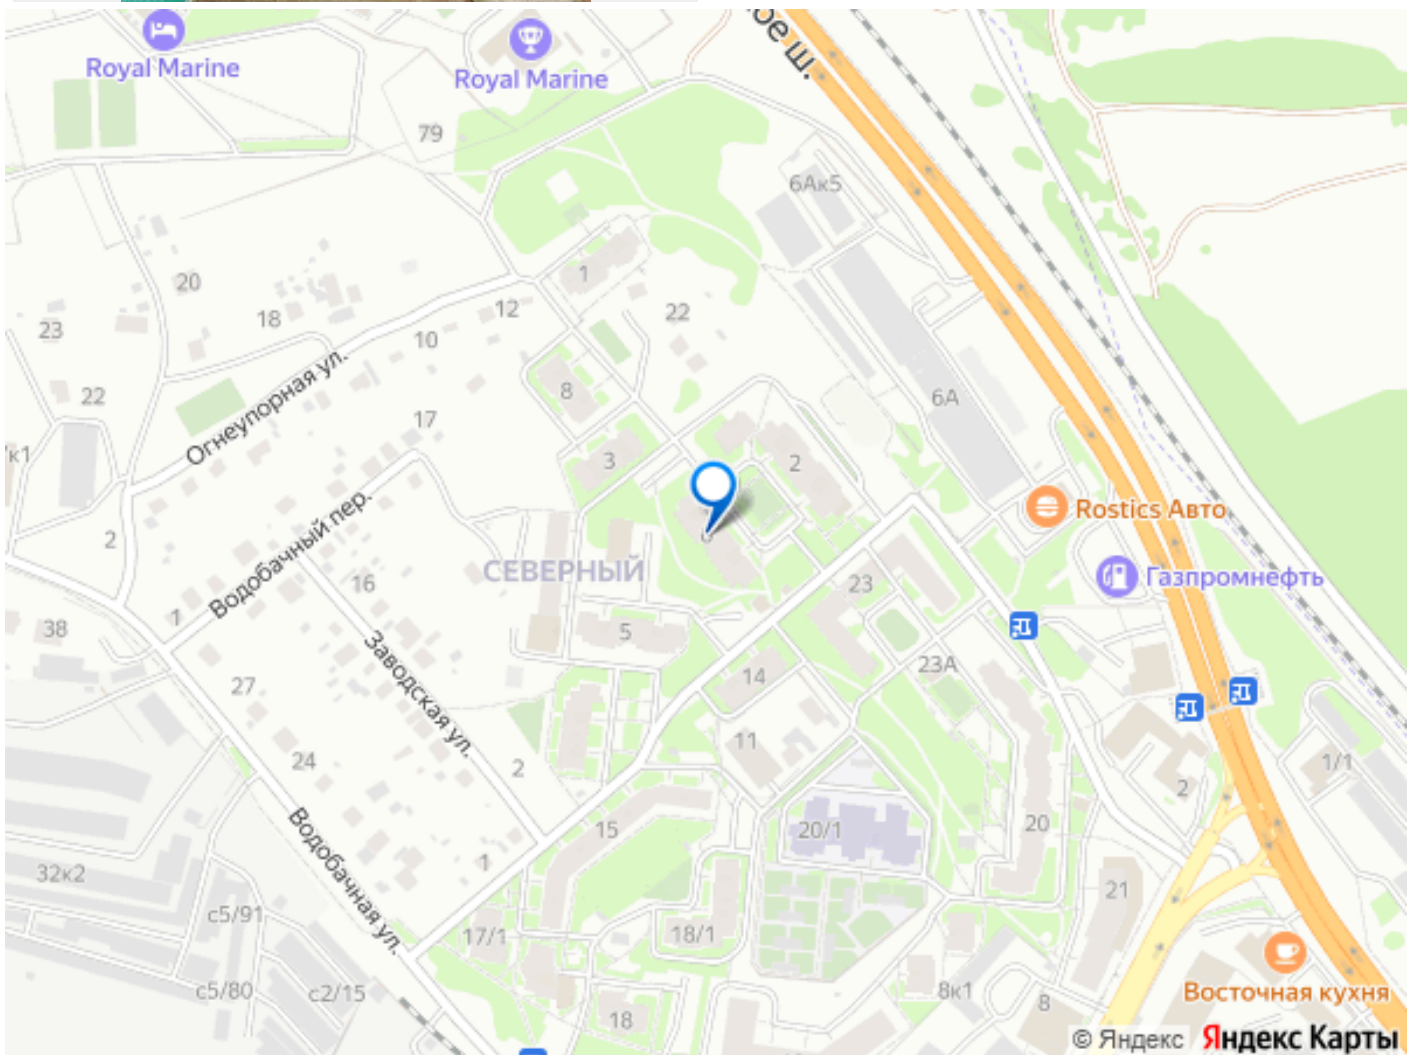 ое ш.
Royal Marine
Royal Marine
79
6Ак5
1
20
12
22
18
23
10
8
22
6А
17
Огнеупорная ул.
к1
3
2
Rostics Авто
Водобачный пер.
2
СЕВЕРНЫЙ
Газпромнефть
16
23
1
38
5
23А
Заводская ул.
14
27
11
24
2
1/1
2
Водобачная ул.
15
20/1
20
1
32к2
21
с5/91
17/1
18/1
с5/80
с2/15
8к1
8
Восточная кухня
18
© Яндекс Яндекс Карты